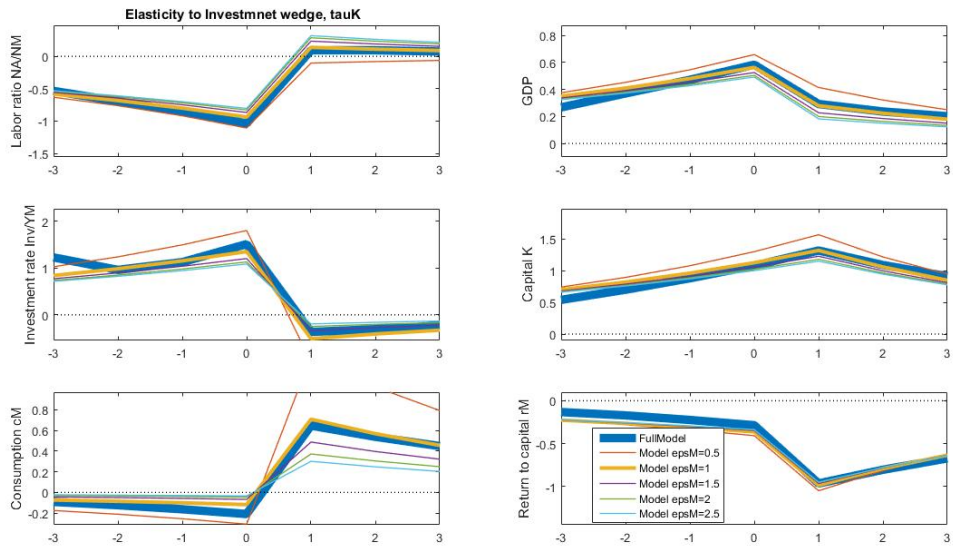 Elasticity to Investmnet wedge, tauK
Labor ratio NA/NM
0
-0.5
-1
-1.5
-3 -2 -1 0 1 2 3
GDP
0.8
0.6
0.4
0.2
0
-3 -2 -1 0 1 2 3
Investment rate Inv/YM
2
1
0
-3 -2 -1 0 1 2 3
Capital K
1.5
1
0.5
0
-3 -2 -1 0 1 2 3
Consumption cM
0.8
0.6
0.4
0.2
0
-0.2
-3 -2 -1 0 1 2 3
Return to capital rM
0
-0.5
-1
-3 -2 -1 0 1 2 3
FullModel
Model epsM=0.5
Model epsM=1
Model epsM=1.5
Model epsM=2
Model epsM=2.5